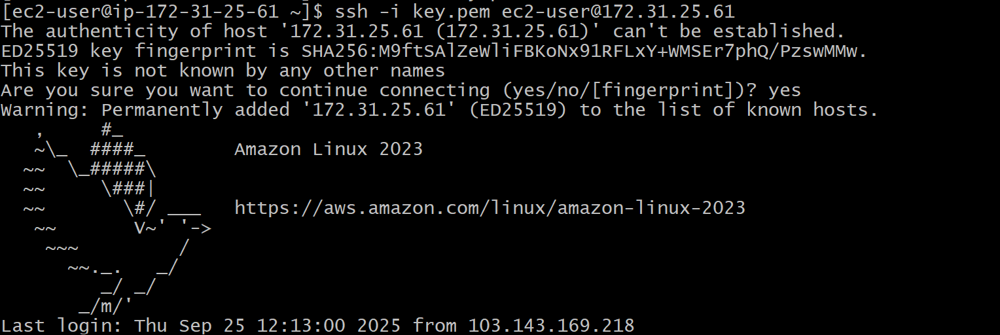 [ec2-user@ip-172-31-25-61 ~]$ ssh -i key.pem ec2-user@172.31.25.61
The authenticity of host '172.31.25.61 (172.31.25.61)' can't be established.
ED25519 key fingerprint is SHA256:M9ftSAlZeWliFBKoNx91RFLxY+WMSEr7phQ/PzswMMw.
This key is not known by any other names
Are you sure you want to continue connecting (yes/no/[fingerprint])? yes
Warning: Permanently added '172.31.25.61' (ED25519) to the list of known hosts.
   ,     #_
   ~\_  ####_        Amazon Linux 2023
  ~~  \_#####\
  ~~     \###|
  ~~       \#/ ___   https://aws.amazon.com/linux/amazon-linux-2023
   ~~       V~' '->
    ~~~         /
      ~~._.   _/
         _/ _/
       _/m/'
Last login: Thu Sep 25 12:13:00 2025 from 103.143.169.218